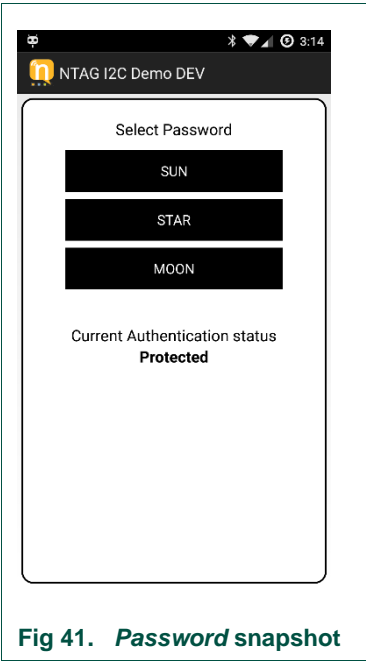 3:14
NTAG I2C Demo DEV
Select Password
SUN
STAR
MOON
Current Authentication status
Protected
Fig 41. Password snapshot